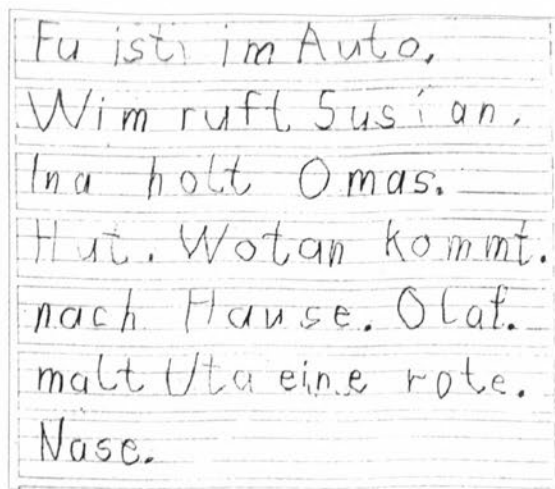 Fu ist im Auto.
Wim ruft Susi an.
Ina holt Omas.
Hut. Wotan kommt.
nach Hause. Olaf.
malt Uta eine rote.
Nase.